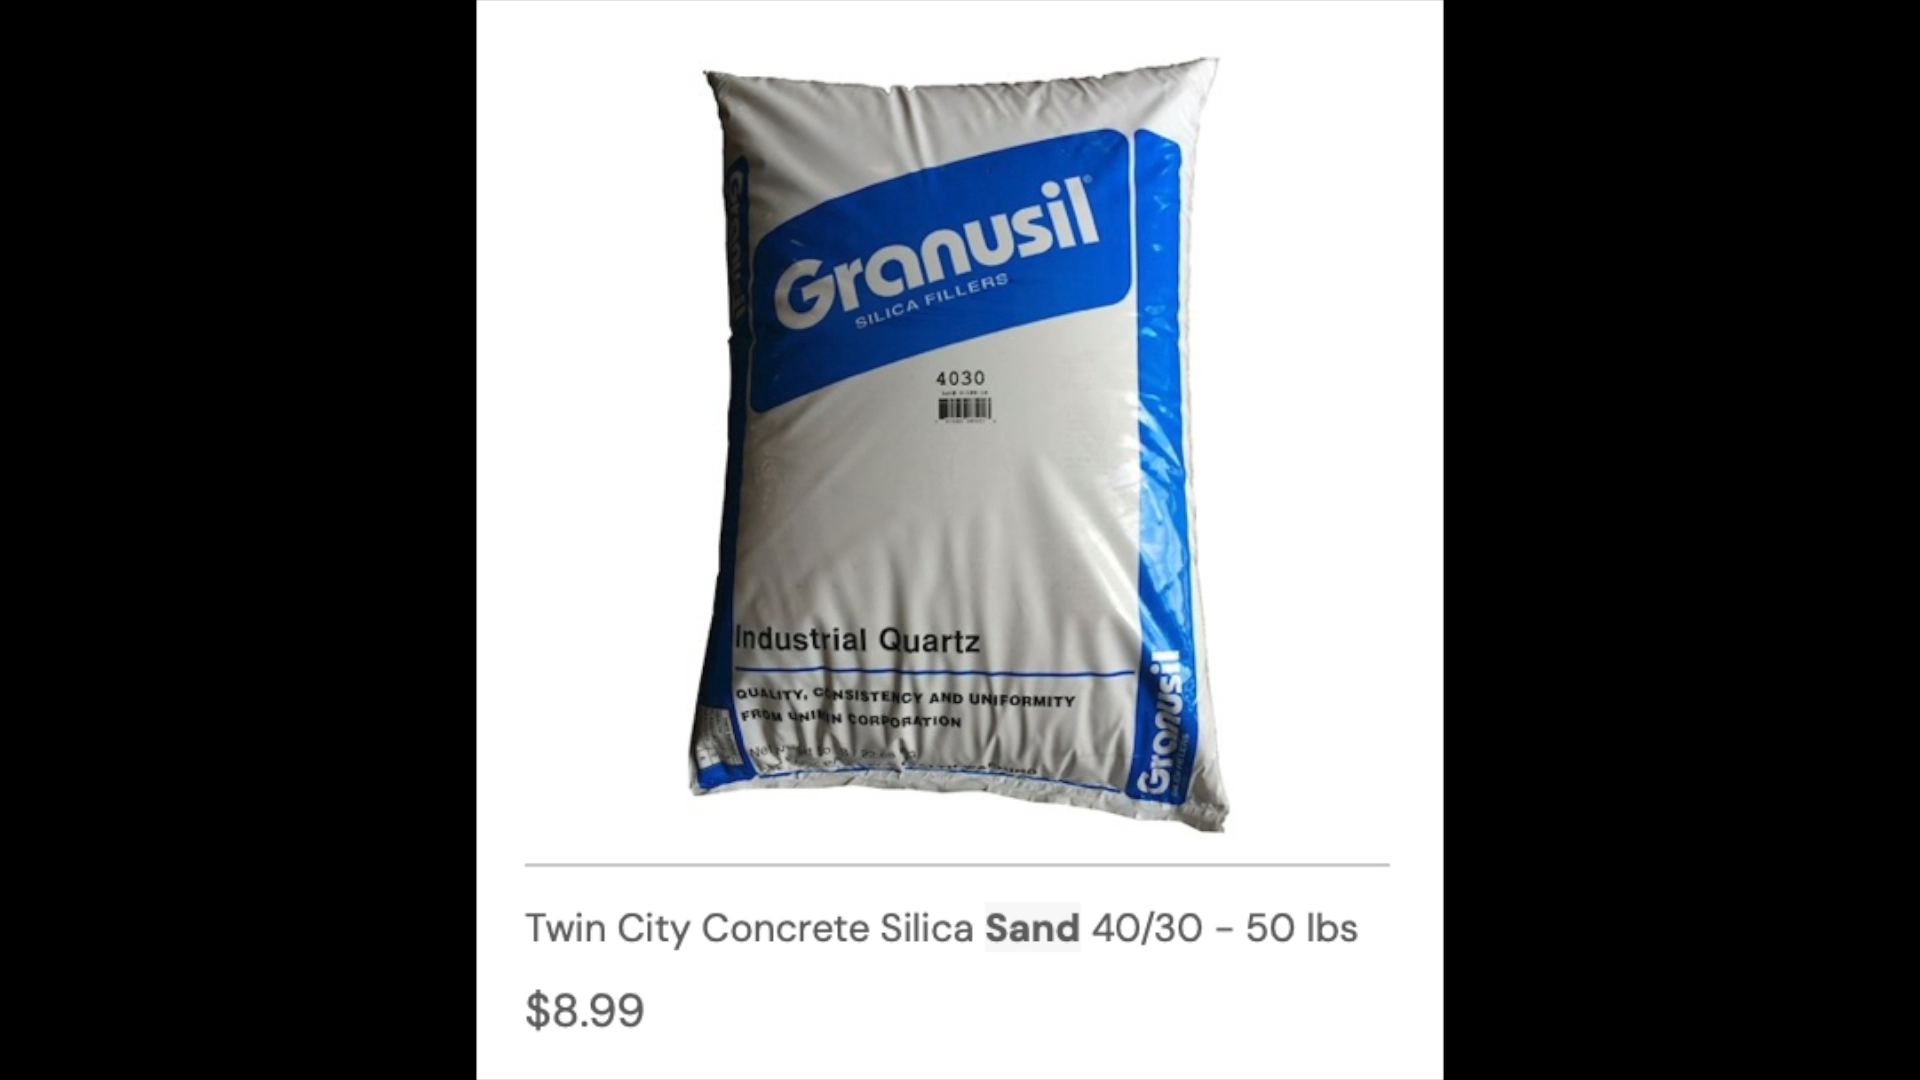 Granusil
SILICA FILLERS
4030
Industrial Quartz
QUALITY, CONSISTENCY AND UNIFORMITY
FROM UNIMIN CORPORATION
Granusil
Granusil
Twin City Concrete Silica Sand 40/30 - 50 lbs
$8.99